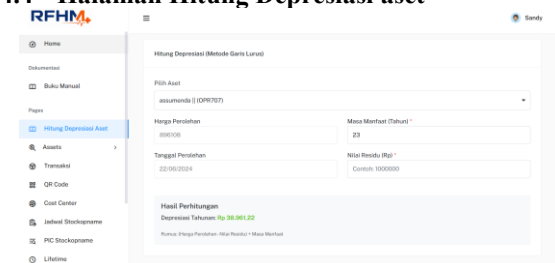 4.4 Halaman Hitung Depresiasi aset
RFHM
Sandy
Home
Dokumentasi
Buku Manual
Pages
Hitung Depresiasi Aset
Assets
Transaksi
QR Code
Cost Center
Jadwal Stockopname
PIC Stockopname
Lifetime
Hitung Depresiasi (Metode Garis Lurus)
Pilih Aset
assumenda || (OPR707)
Harga Perolehan
Masa Manfaat (Tahun) *
896108
23
Tanggal Perolehan
Nilai Residu (Rp) *
22/06/2024
Contoh: 1000000
Hasil Perhitungan
Depresiasi Tahunan: Rp 38.961,22
Rumus: (Harga Perolehan - Nilai Residu) ÷ Masa Manfaat